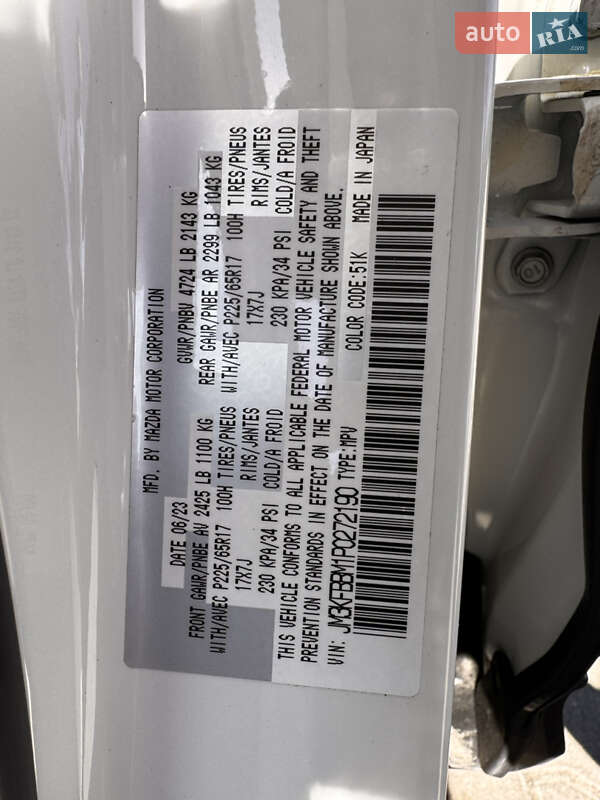 auto RIA
.com
MFD. BY MAZDA MOTOR CORPORATION
DATE 06/23 GVWR/PNBV 4724 LB 2143 KG
FRONT GAWR/PNBE AV 2425 LB 1100 KG REAR GAWR/PNBE AR 2299 LB 1043 KG
WITH/AVEC P225/65R17 100H TIRES/PNEUS WITH/AVEC P225/65R17 100H TIRES/PNEUS
17X7J RIMS/JANTES 17X7J RIMS/JANTES
230 KPA/34 PSI COLD/A FROID 230 KPA/34 PSI COLD/A FROID
THIS VEHICLE CONFORMS TO ALL APPLICABLE FEDERAL MOTOR VEHICLE SAFETY AND THEFT
PREVENTION STANDARDS IN EFFECT ON THE DATE OF MANUFACTURE SHOWN ABOVE.
VIN: JM3KFBBM1P0272190 TYPE:MPV COLOR CODE:51K MADE IN JAPAN